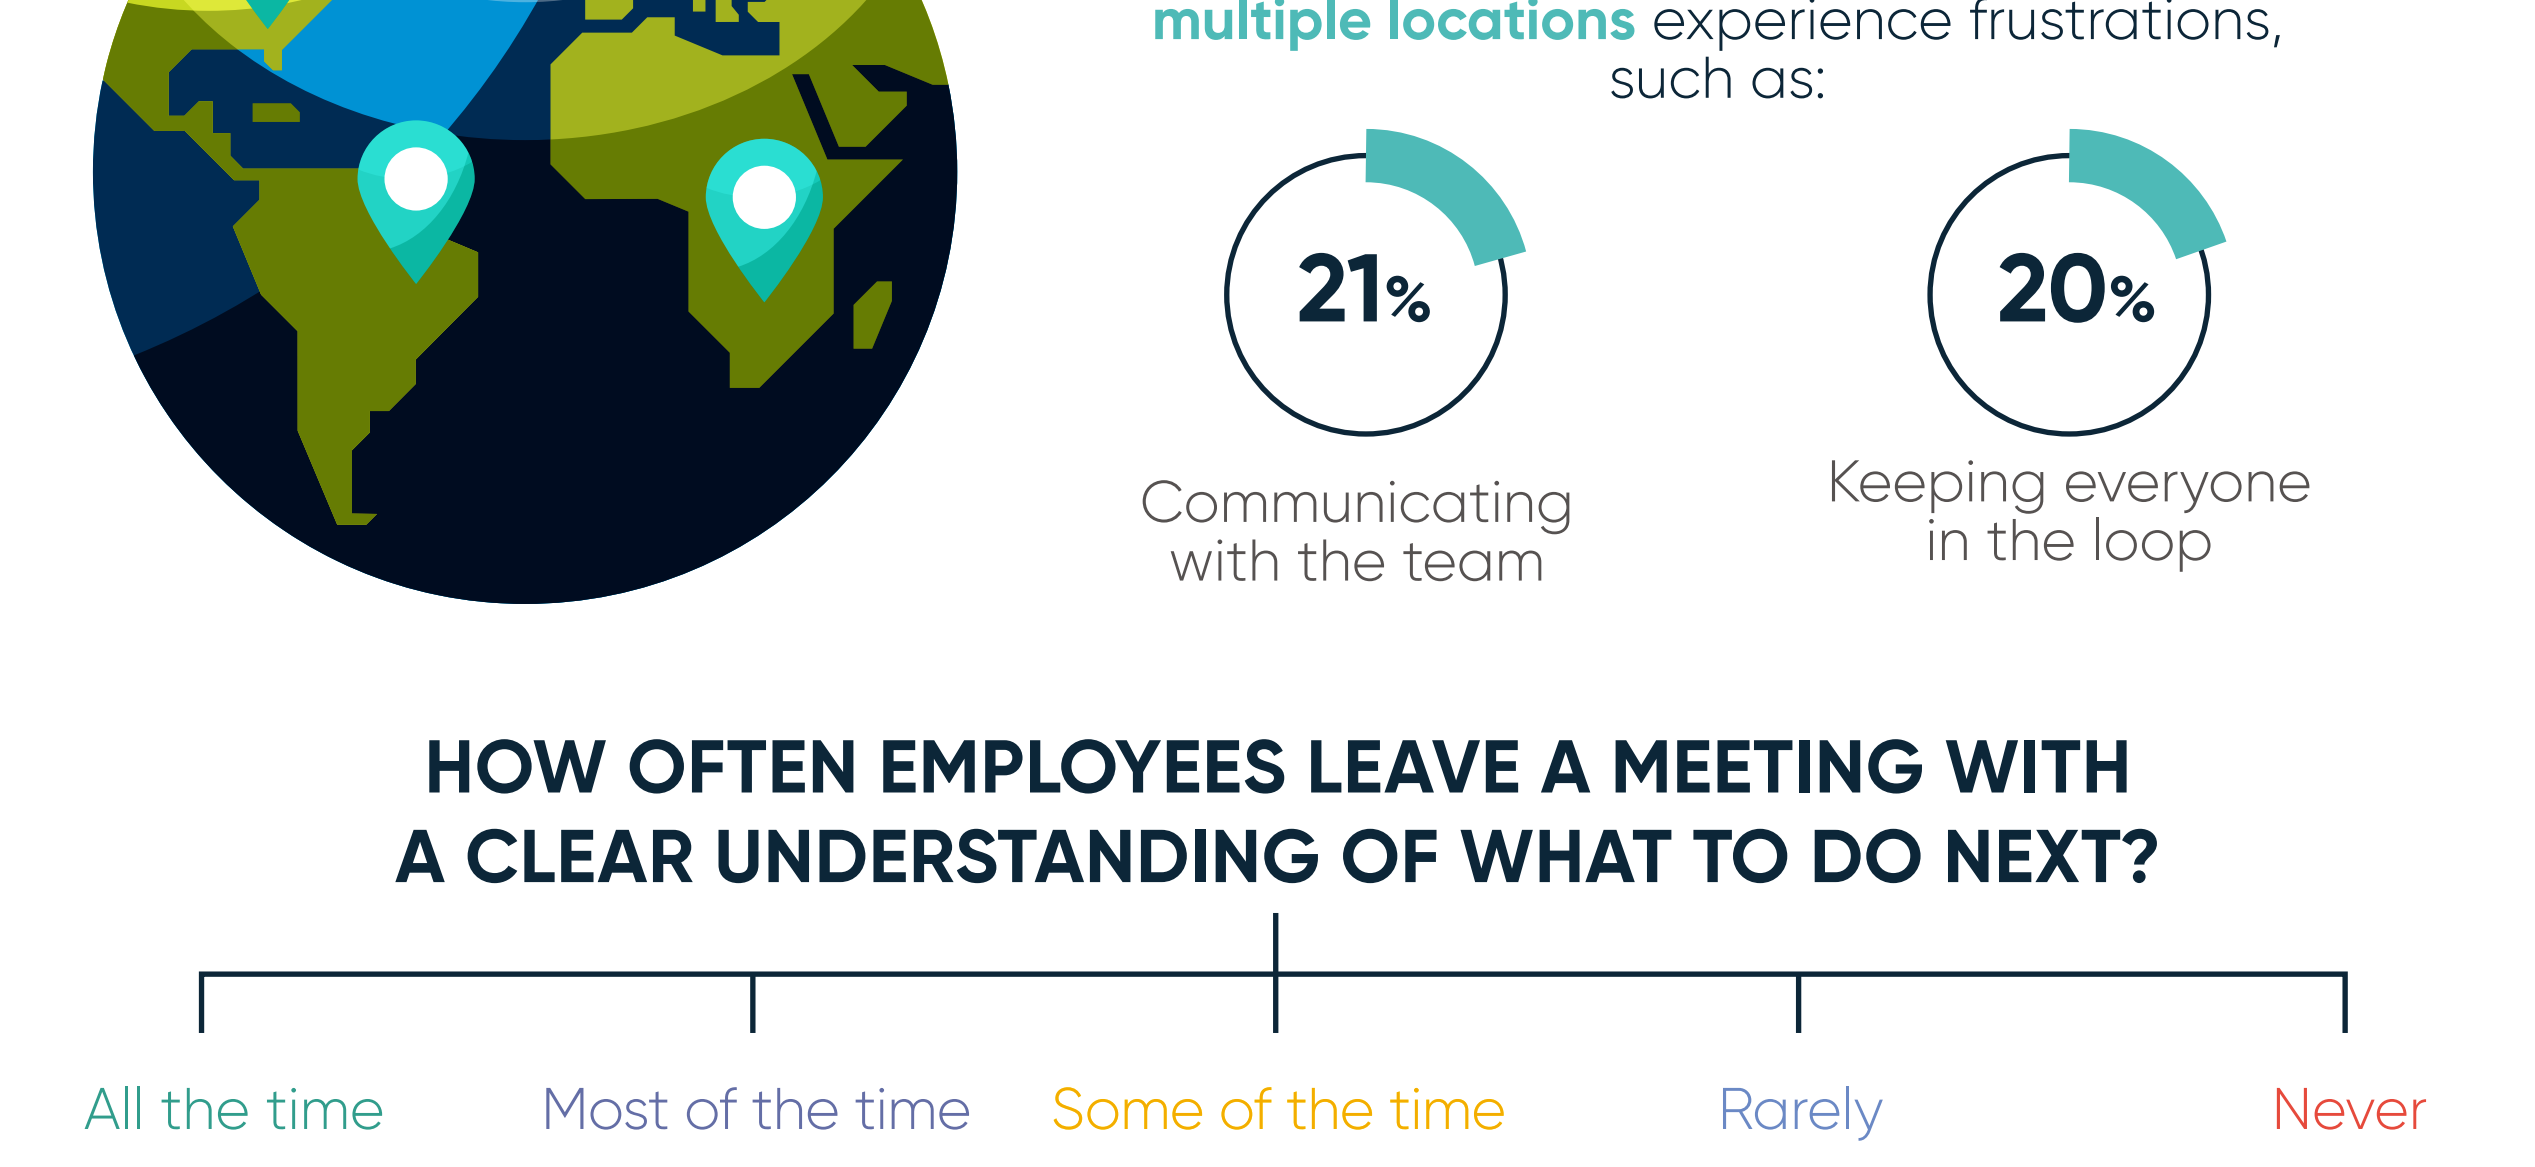 multiple locations experience frustrations,
such as:
21%
20%
Communicating
with the team
Keeping everyone
in the loop
HOW OFTEN EMPLOYEES LEAVE A MEETING WITH
A CLEAR UNDERSTANDING OF WHAT TO DO NEXT?
All the time
Most of the time
Some of the time
Rarely
Never